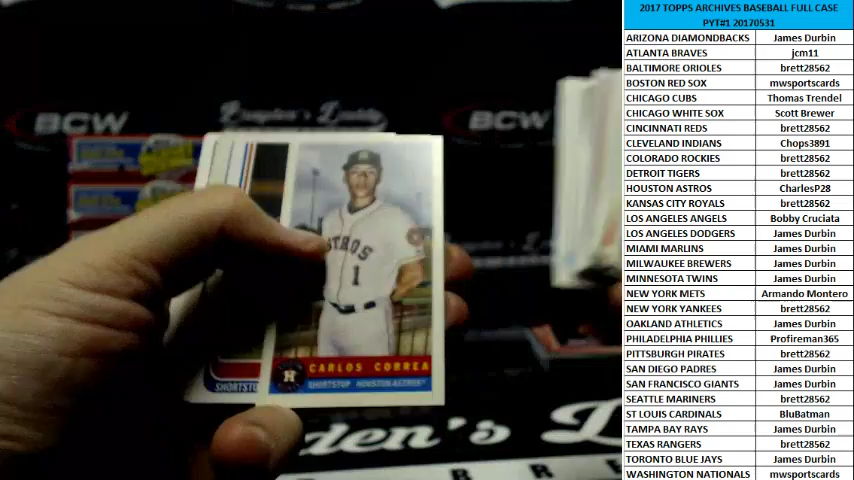 2017 TOPPS ARCHIVES BASEBALL FULL CASE
PYT#1 20170531
ARIZONA DIAMONDBACKS James Durbin
ATLANTA BRAVES jcm11
BALTIMORE ORIOLES brett28562
BOSTON RED SOX mwsportscards
CHICAGO CUBS Thomas Trendel
CHICAGO WHITE SOX Scott Brewer
CINCINNATI REDS brett28562
CLEVELAND INDIANS Chops3891
COLORADO ROCKIES brett28562
DETROIT TIGERS brett28562
HOUSTON ASTROS CharlesP28
KANSAS CITY ROYALS brett28562
LOS ANGELES ANGELS Bobby Cruciata
LOS ANGELES DODGERS James Durbin
MIAMI MARLINS James Durbin
MILWAUKEE BREWERS James Durbin
MINNESOTA TWINS James Durbin
NEW YORK METS Armando Montero
NEW YORK YANKEES brett28562
OAKLAND ATHLETICS James Durbin
PHILADELPHIA PHILLIES Profireman365
PITTSBURGH PIRATES brett28562
SAN DIEGO PADRES James Durbin
SAN FRANCISCO GIANTS James Durbin
SEATTLE MARINERS brett28562
ST LOUIS CARDINALS BluBatman
TAMPA BAY RAYS James Durbin
TEXAS RANGERS brett28562
TORONTO BLUE JAYS James Durbin
WASHINGTON NATIONALS mwsportscards
BCW
BCW
STROS
1
H
CARLOS CORREA
SHORTSTOP HOUSTON ASTROS
SHORTSTO
den's
B R R E